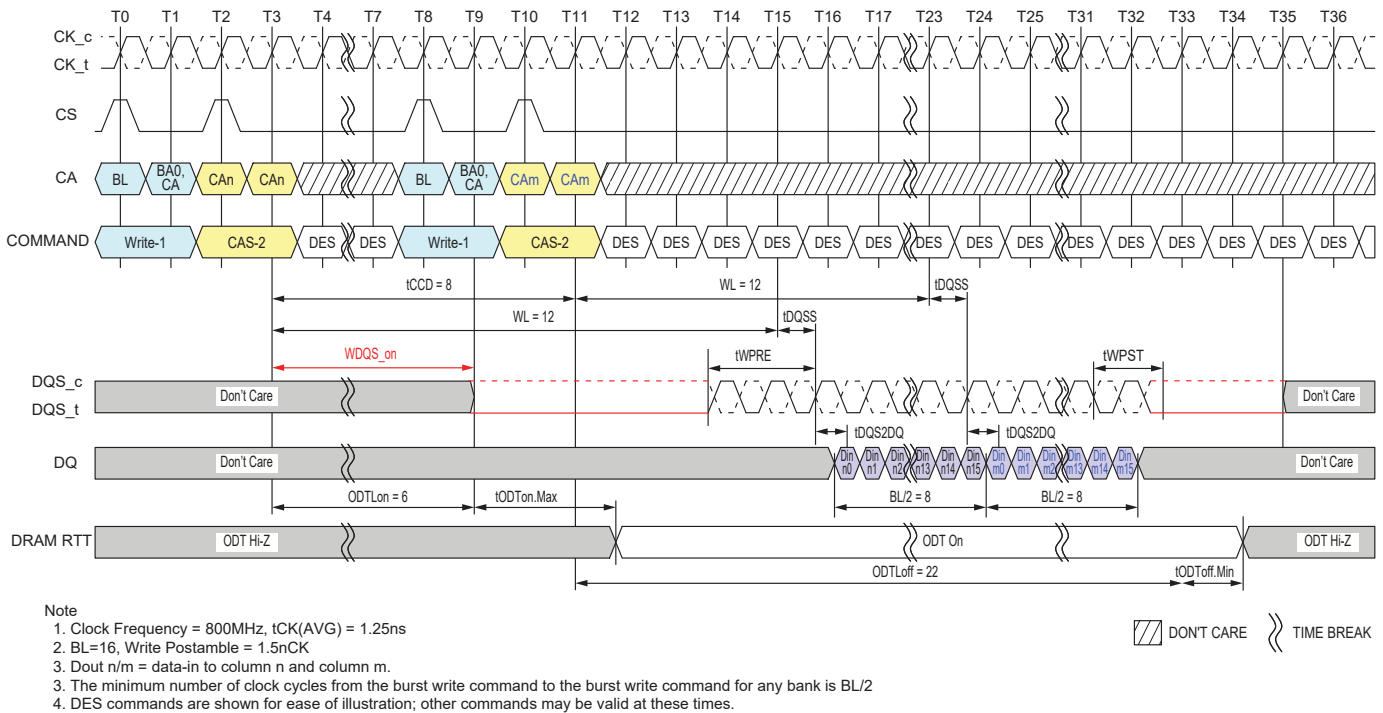 T0 T1 T2 T3 T4 T7 T8 T9 T10 T11 T12 T13 T14 T15 T16 T17 T23 T24 T25 T31 T32 T33 T34 T35 T36
CK_c
CK_t
CS
CA BL BA0, CA CAn CAn BL BA0, CA CAm CAm
COMMAND Write-1 CAS-2 DES DES Write-1 CAS-2 DES DES DES DES DES DES DES DES DES DES DES DES DES DES DES
tCCD = 8 WL = 12 tDQSS
WL = 12 tDQSS
WDQS_on tWPRE tWPST
DQS_c
DQS_t
Don't Care Don't Care
tDQS2DQ tDQS2DQ
DQ Don't Care Din n0 Din n1 Din n2 Din n13 Din n14 Din n15 Din m0 Din m1 Din m2 Din m13 Din m14 Din m15 Don't Care
ODTLon = 6 tODTon.Max BL/2 = 8 BL/2 = 8
DRAM RTT ODT Hi-Z ODT On ODT Hi-Z
ODTLoff = 22 tODToff.Min
Note
1. Clock Frequency = 800MHz, tCK(AVG) = 1.25ns
2. BL=16, Write Postamble = 1.5nCK
3. Dout n/m = data-in to column n and column m.
3. The minimum number of clock cycles from the burst write command to the burst write command for any bank is BL/2
4. DES commands are shown for ease of illustration; other commands may be valid at these times.
DON'T CARE TIME BREAK